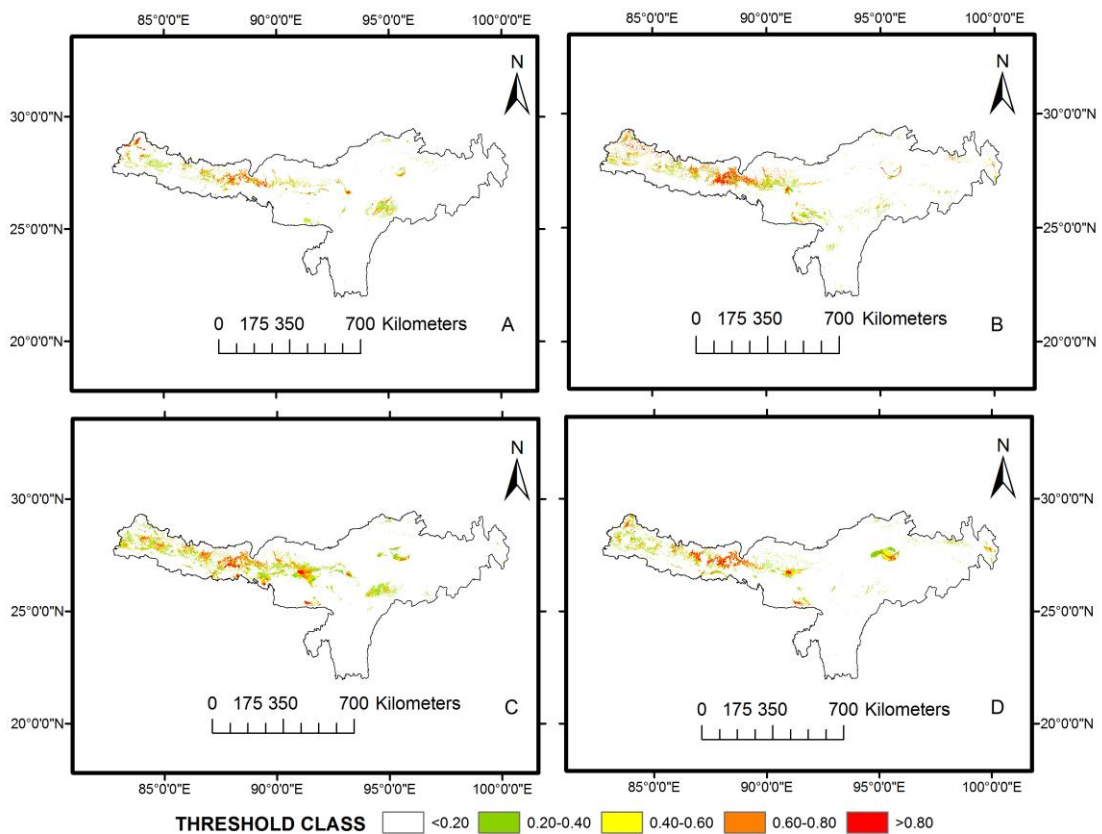 85°0'0"E 90°0'0"E 95°0'0"E 100°0'0"E
85°0'0"E 90°0'0"E 95°0'0"E 100°0'0"E
N
N
30°0'0"N
30°0'0"N
25°0'0"N
25°0'0"N
20°0'0"N
20°0'0"N
0 175 350 700 Kilometers A
0 175 350 700 Kilometers B
N
N
30°0'0"N
30°0'0"N
25°0'0"N
25°0'0"N
20°0'0"N
20°0'0"N
0 175 350 700 Kilometers C
0 175 350 700 Kilometers D
85°0'0"E 90°0'0"E 95°0'0"E 100°0'0"E
85°0'0"E 90°0'0"E 95°0'0"E 100°0'0"E
THRESHOLD CLASS <0.20 0.20-0.40 0.40-0.60 0.60-0.80 >0.80